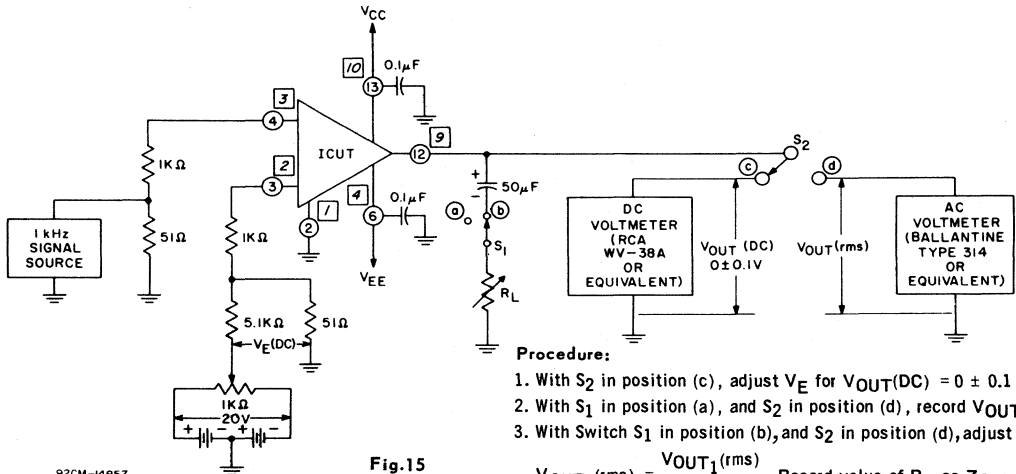 VCC
10
0.1µF
13
3
4
ICUT
9
12
S2
1KΩ
2
3
4
0.1µF
6
1
2
+
-
50µF
a
b
c
d
1 kHz
SIGNAL
SOURCE
51Ω
1KΩ
VEE
S1
RL
DC
VOLTMETER
(RCA
WV-38A
OR
EQUIVALENT)
VOUT (DC)
0±0.1V
VOUT(rms)
AC
VOLTMETER
(BALLANTINE
TYPE 314
OR
EQUIVALENT)
5.1KΩ
51Ω
VE(DC)
1KΩ
20V
+ - + -
Procedure:
1. With S2 in position (c), adjust VE for VOUT(DC) = 0 ± 0.1
2. With S1 in position (a), and S2 in position (d), record VOUT
3. With Switch S1 in position (b), and S2 in position (d), adjust
VOUT1(rms)
Fig.15